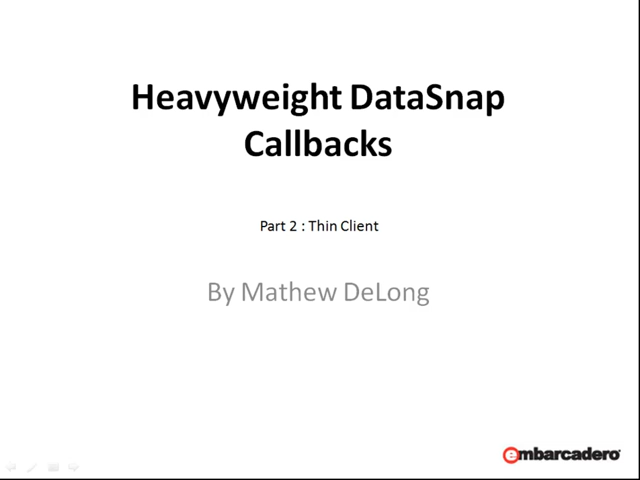 Heavyweight DataSnap
Callbacks
Part 2 : Thin Client
By Mathew DeLong
embarcadero